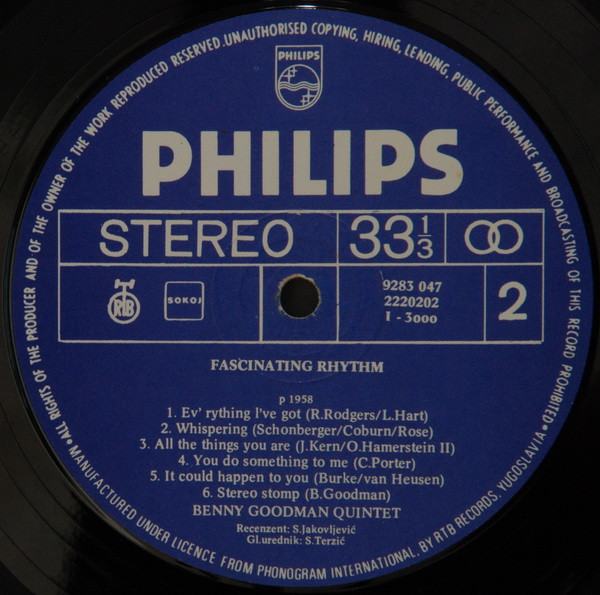 ALL RIGHTS OF THE PRODUCER AND OF THE OWNER OF THE WORK REPRODUCED RESERVED. UNAUTHORISED COPYING, HIRING, LENDING, PUBLIC PERFORMANCE AND BROADCASTING OF THIS RECORD PROHIBITED •
PHILIPS
PHILIPS
STEREO 33 1/3
RTB SOKOJ 9283 047 2
2220202
I - 3000
FASCINATING RHYTHM
p 1958
1. Ev' rything I've got (R.Rodgers/L.Hart)
2. Whispering (Schonberger/Coburn/Rose)
3. All the things you are (J.Kern/O.Hamerstein II)
4. You do something to me (C.Porter)
5. It could happen to you (Burke/van Heusen)
6. Stereo stomp (B.Goodman)
BENNY GOODMAN QUINTET
Recenzent: S.Jakovljević
Gl.urednik: S.Terzić
• MANUFACTURED UNDER LICENCE FROM PHONOGRAM INTERNATIONAL, BY RTB RECORDS, YUGOSLAVIA •